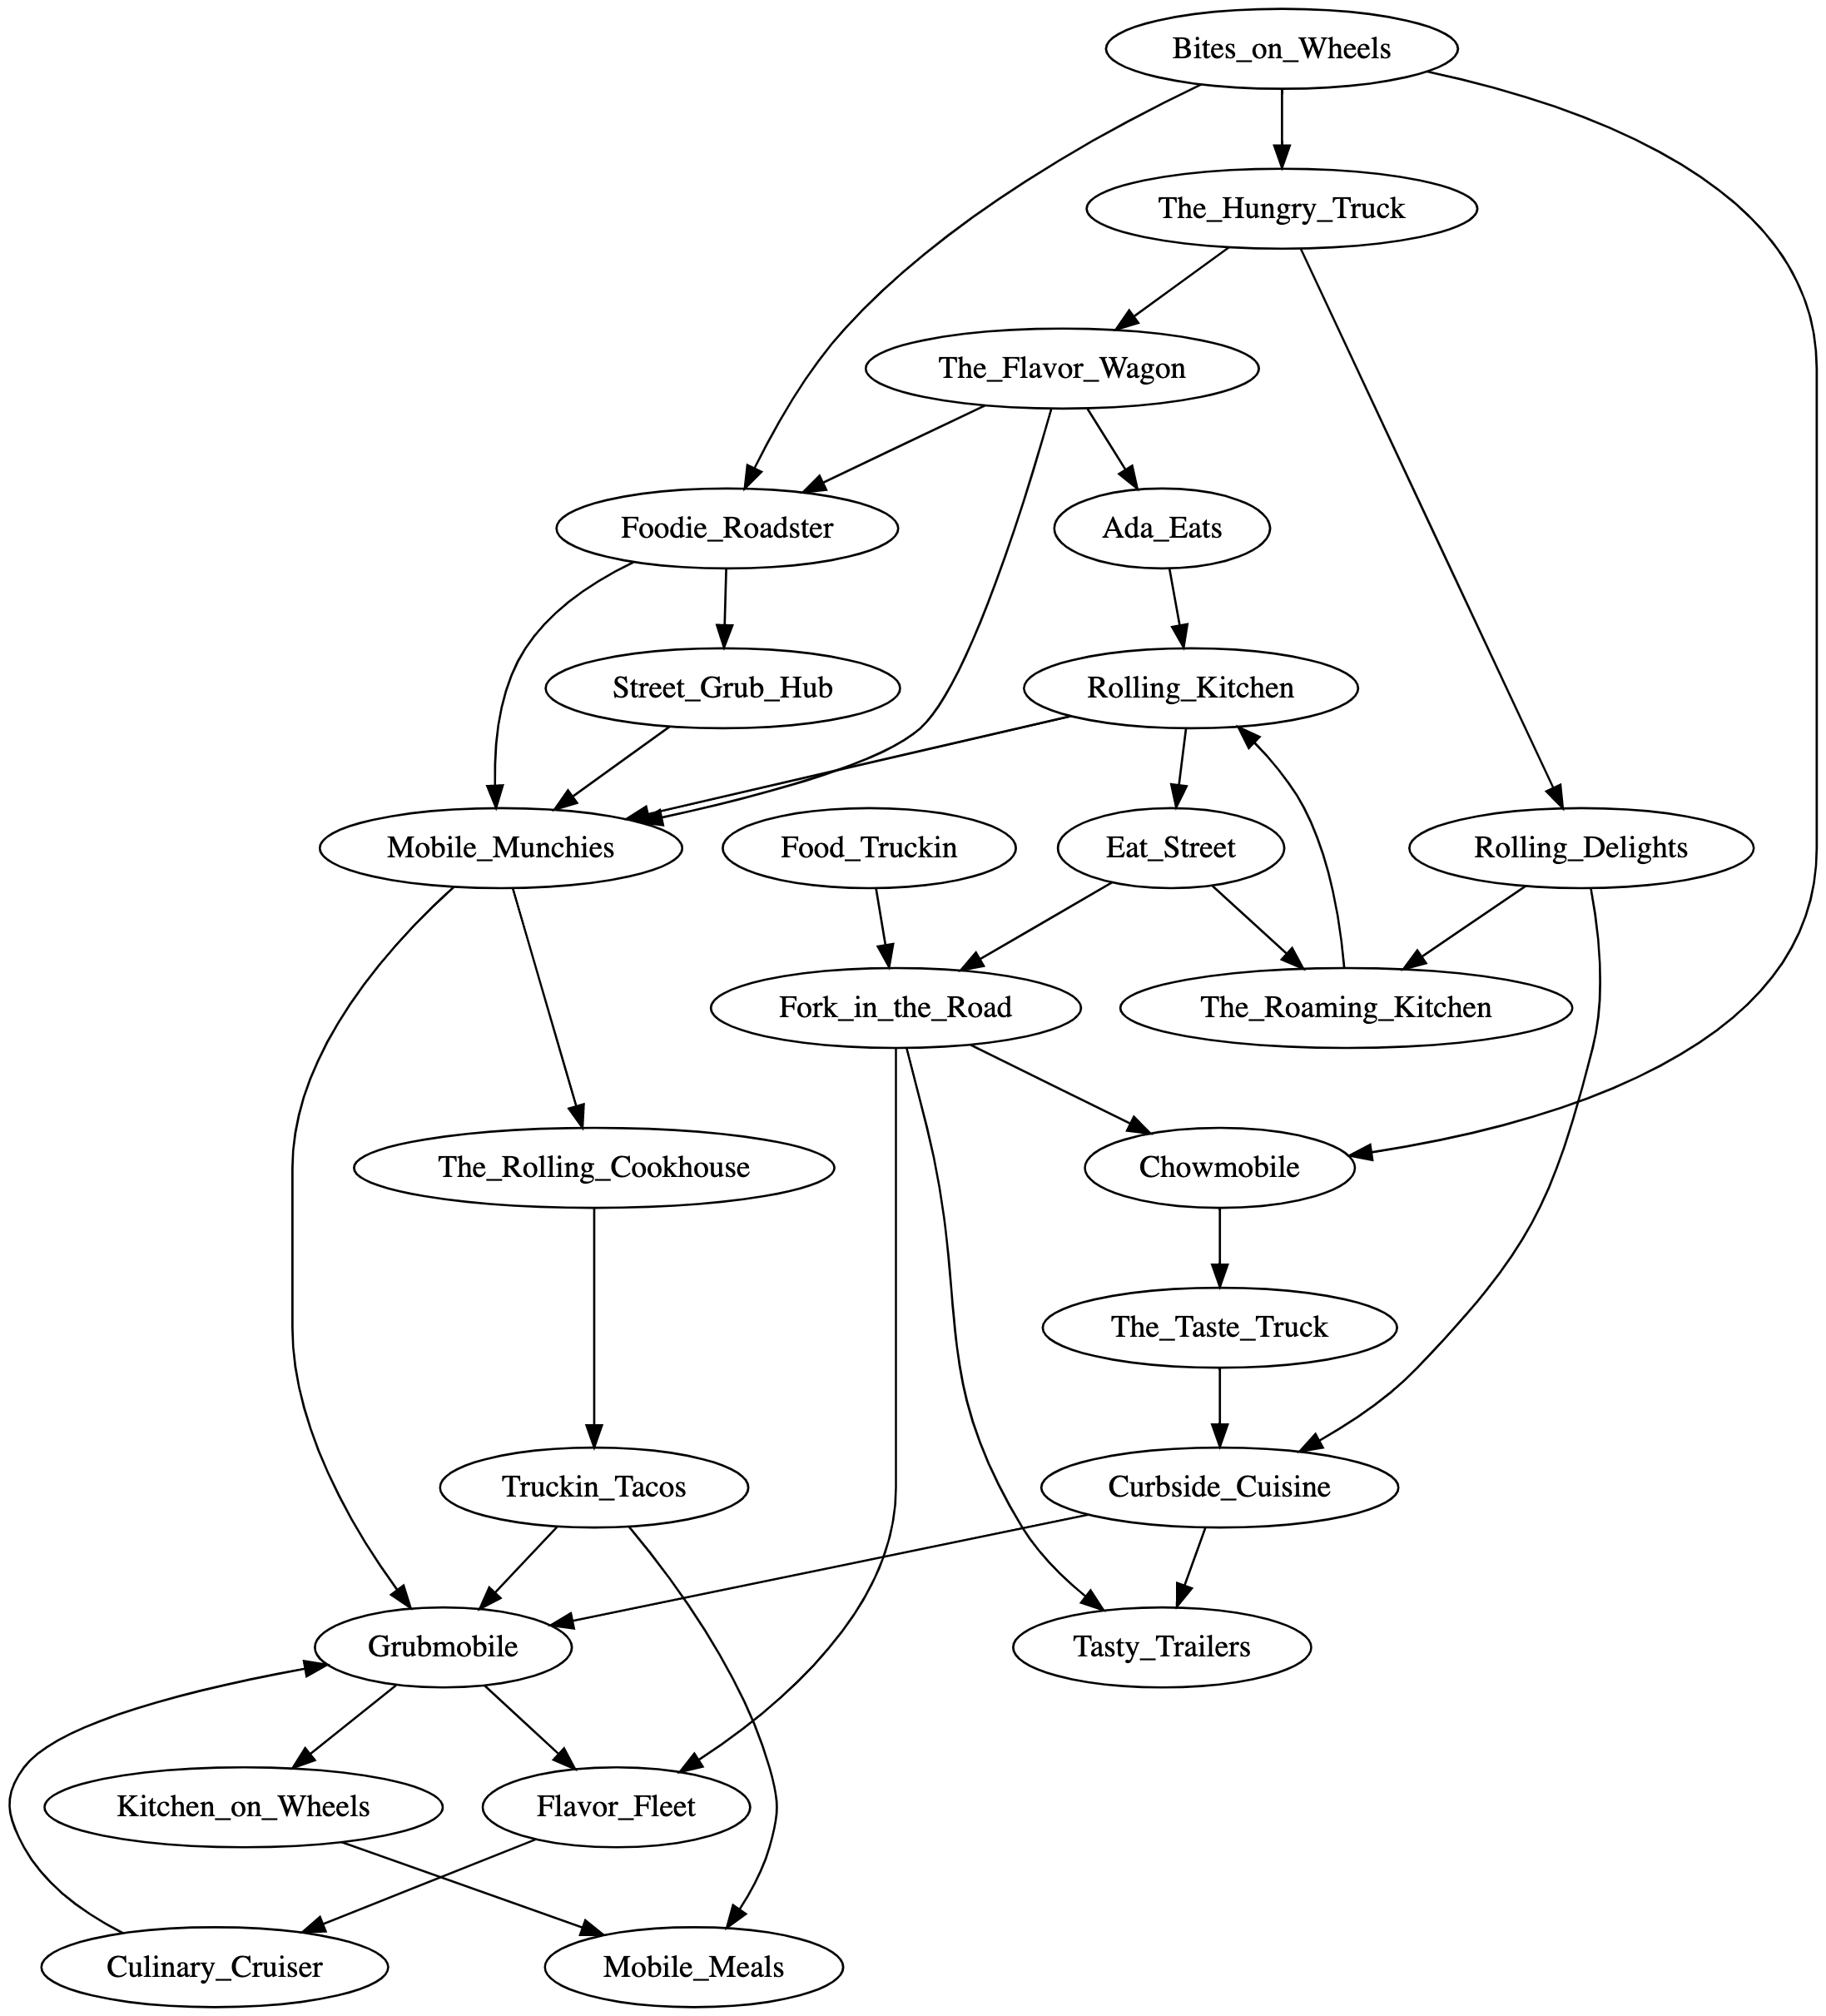 Bites_on_Wheels
The_Hungry_Truck
The_Flavor_Wagon
Foodie_Roadster
Ada_Eats
Street_Grub_Hub
Rolling_Kitchen
Mobile_Munchies
Food_Truckin
Eat_Street
Rolling_Delights
Fork_in_the_Road
The_Roaming_Kitchen
The_Rolling_Cookhouse
Chowmobile
The_Taste_Truck
Truckin_Tacos
Curbside_Cuisine
Grubmobile
Tasty_Trailers
Kitchen_on_Wheels
Flavor_Fleet
Culinary_Cruiser
Mobile_Meals